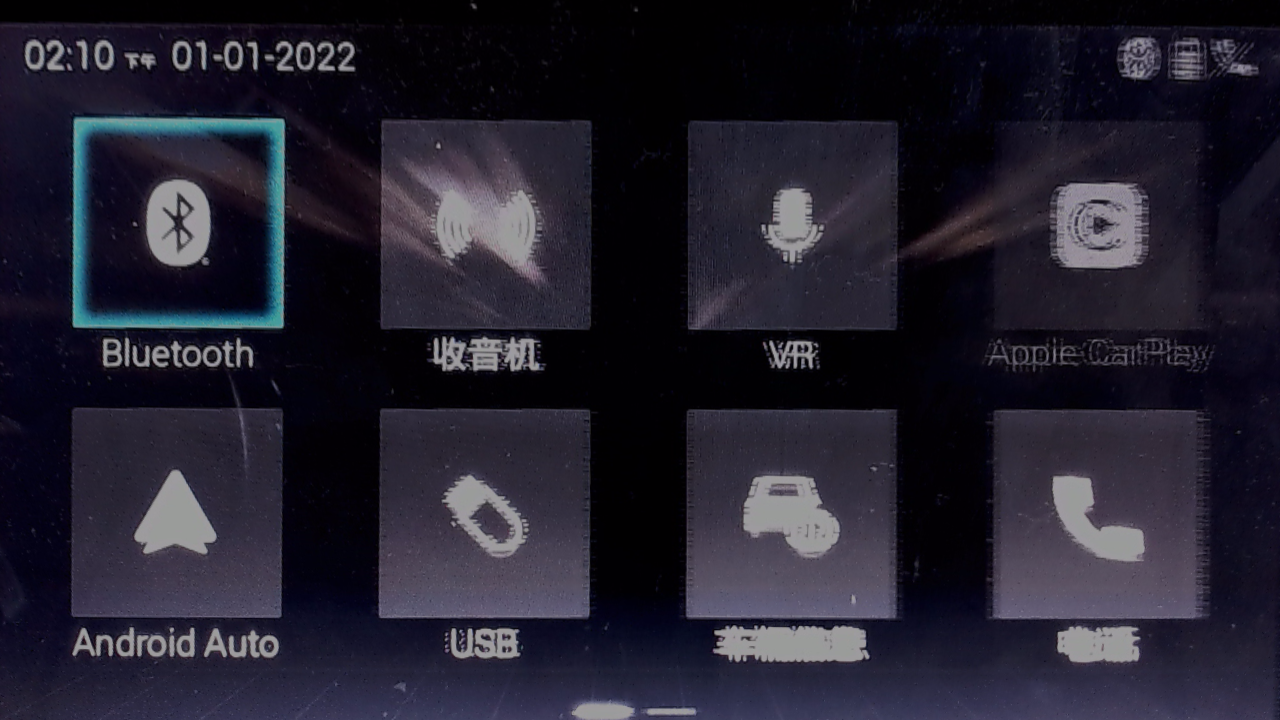 02:10 下午 01-01-2022
Bluetooth 收音机 VR Apple CarPlay
Android Auto USB